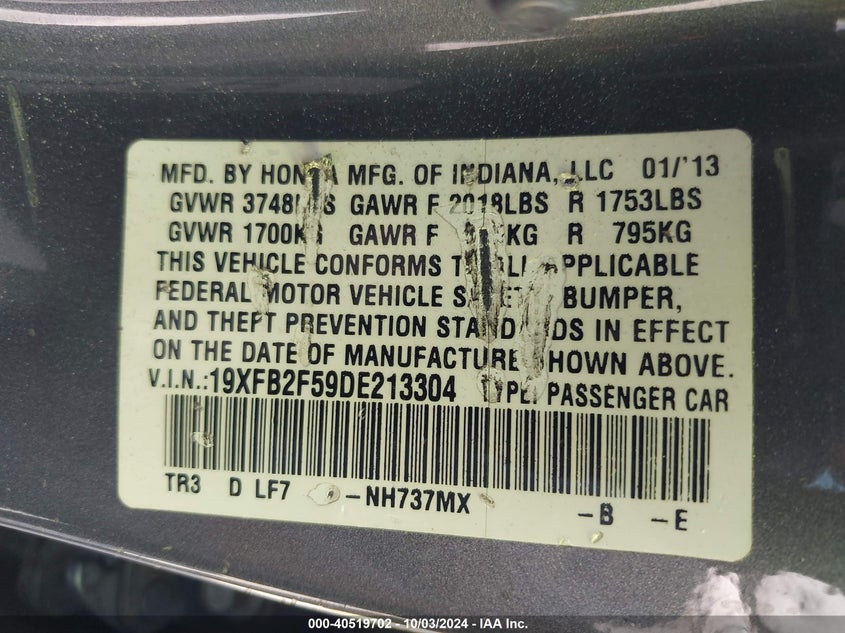 MFD. BY HONDA MFG. OF INDIANA, LLC 01/'13
GVWR 3748LBS GAWR F 2018LBS R 1753LBS
GVWR 1700KG GAWR F KG R 795KG
THIS VEHICLE CONFORMS TO ALL APPLICABLE
FEDERAL MOTOR VEHICLE SAFETY, BUMPER,
AND THEFT PREVENTION STANDARDS IN EFFECT
ON THE DATE OF MANUFACTURE SHOWN ABOVE.
V.I.N.:19XFB2F59DE213304 TYPE: PASSENGER CAR
TR3 D LF7 -NH737MX -B -E
000-40519702 - 10/03/2024 - IAA Inc.